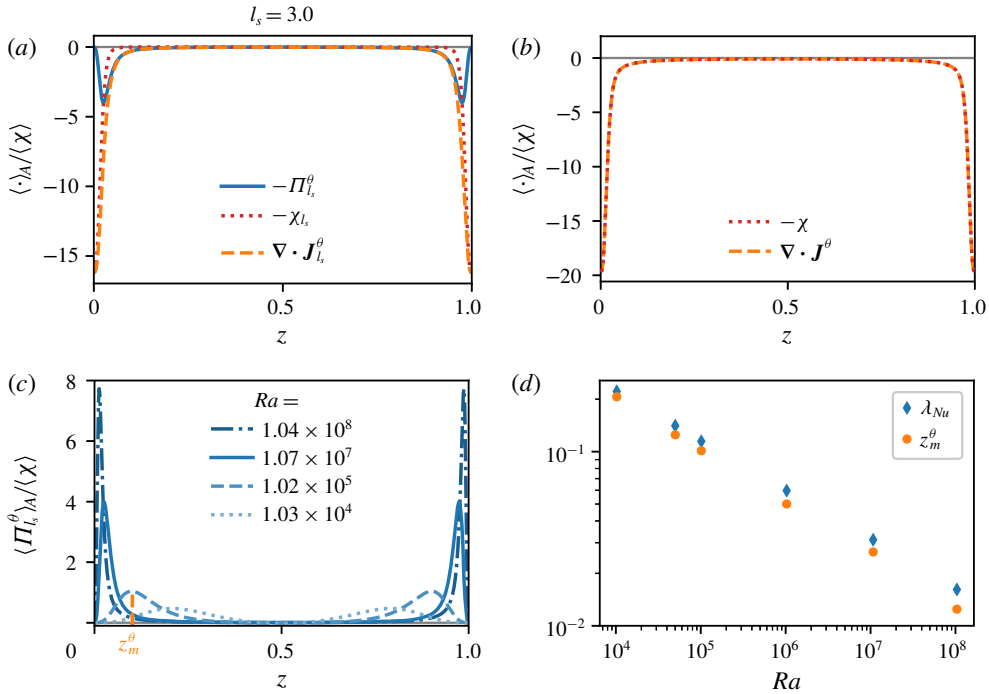 l_s = 3.0
(a)
0
−5
−10
−15
⟨·⟩_A/⟨χ⟩
−Π^θ_{l_s}
−χ_{l_s}
∇ · J^θ_{l_s}
0
0.5
1.0
z
(b)
0
−5
−10
−15
−20
⟨·⟩_A/⟨χ⟩
−χ
∇ · J^θ
0
0.5
1.0
z
(c)
8
6
4
2
⟨Π^θ_{l_s}⟩_A/⟨χ⟩
Ra =
1.04 × 10^8
1.07 × 10^7
1.02 × 10^5
1.03 × 10^4
0
z^θ_m
0.5
1.0
z
(d)
10^{−1}
10^{−2}
λ_{Nu}
z^θ_m
10^4
10^5
10^6
10^7
10^8
Ra